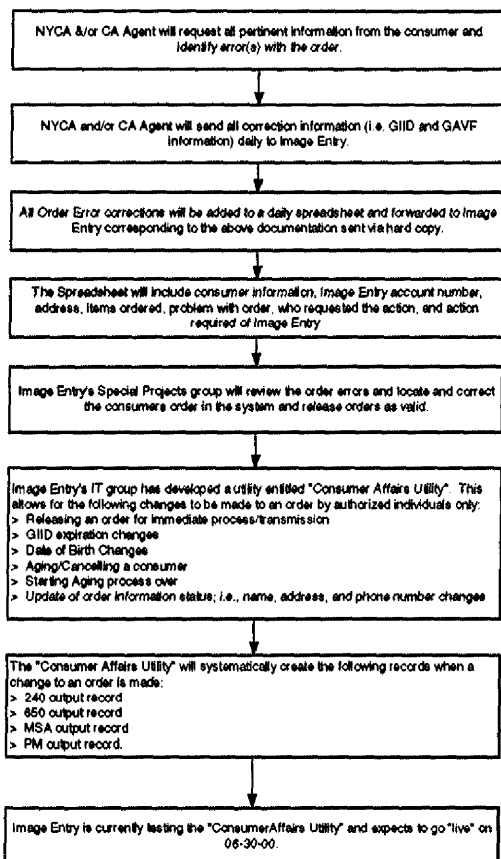 NYCA &/or CA Agent will request all pertinent information from the consumer and
identify error(s) with the order.
NYCA and/or CA Agent will send all correction information (i.e. GIID and GAVF
information) daily to Image Entry.
All Order Error corrections will be added to a daily spreadsheet and forwarded to Image
Entry corresponding to the above documentation sent via hard copy.
The Spreadsheet will include consumer information, Image Entry account number,
address, items ordered, problem with order, who requested the action, and action
required of Image Entry
Image Entry's Special Projects group will review the order errors and locate and correct
the consumers order in the system and release orders as valid.
Image Entry's IT group has developed a utility entitled "Consumer Affairs Utility". This
allows for the following changes to be made to an order by authorized individuals only:
> Releasing an order for immediate process/transmission
> GIID expiration changes
> Date of Birth Changes
> Aging/Cancelling a consumer
> Starting Aging process over
> Update of order information status; i.e., name, address, and phone number changes
The "Consumer Affairs Utility" will systematically create the following records when a
change to an order is made:
> 240 output record
> 650 output record
> MSA output record
> PM output record.
Image Entry is currently testing the "ConsumerAffairs Utility" and expects to go "live" on
06-30-00.